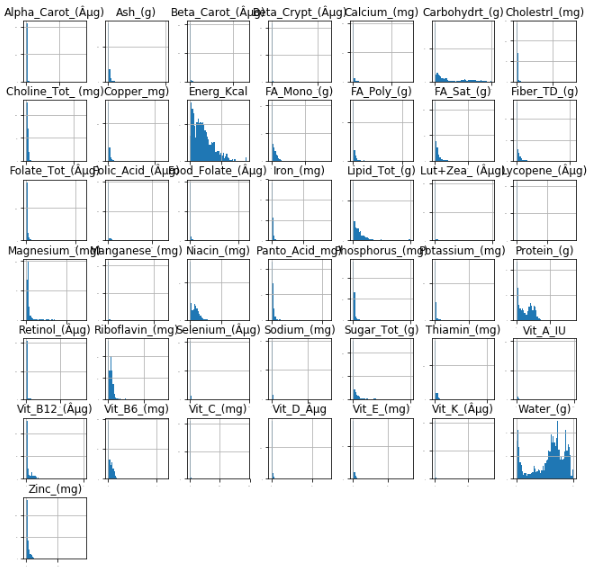 Alpha_Carot_(Âµg)
Ash_(g)
Beta_Carot_(Âµg)
Beta_Crypt_(Âµg)
Calcium_(mg)
Carbohydrt_(g)
Cholestrl_(mg)
Choline_Tot_ (mg)
Copper_mg)
Energ_Kcal
FA_Mono_(g)
FA_Poly_(g)
FA_Sat_(g)
Fiber_TD_(g)
Folate_Tot_(Âµg)
Folic_Acid_(Âµg)
Food_Folate_(Âµg)
Iron_(mg)
Lipid_Tot_(g)
Lut+Zea_ (Âµg)
Lycopene_(Âµg)
Magnesium_(mg)
Manganese_(mg)
Niacin_(mg)
Panto_Acid_mg)
Phosphorus_(mg)
Potassium_(mg)
Protein_(g)
Retinol_(Âµg)
Riboflavin_(mg)
Selenium_(Âµg)
Sodium_(mg)
Sugar_Tot_(g)
Thiamin_(mg)
Vit_A_IU
Vit_B12_(Âµg)
Vit_B6_(mg)
Vit_C_(mg)
Vit_D_Âµg
Vit_E_(mg)
Vit_K_(Âµg)
Water_(g)
Zinc_(mg)